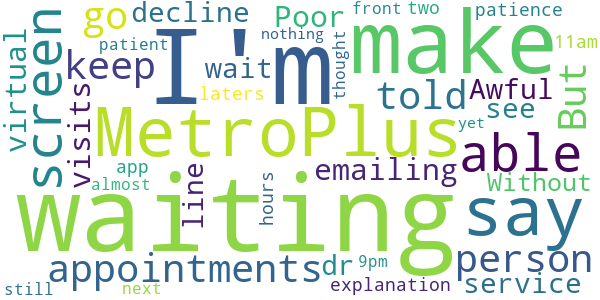 go decline Poor front two patience
virtual patient I'm nothing make 11am
screen keep wait thought
laters told Awful But
visits MetroPlus see
yet able
app line emailing Without
almost waiting hours say
appointments dr 9pm person
still next explanation service